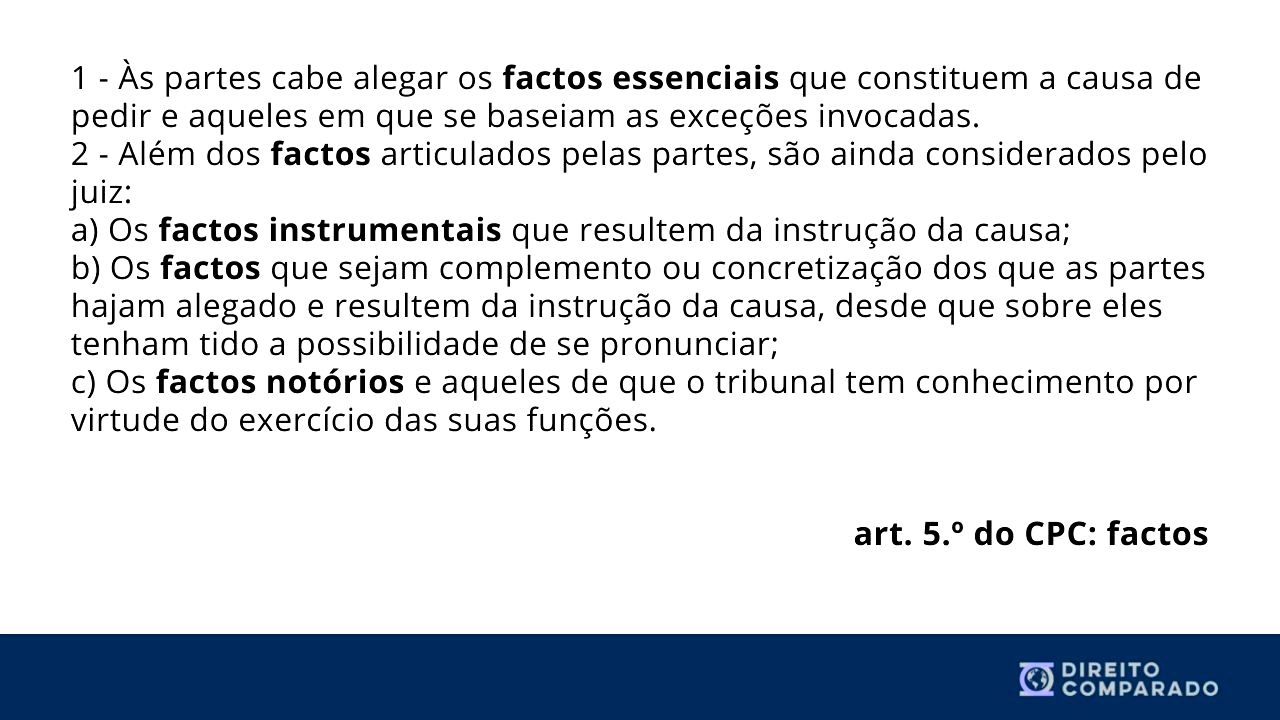 1 - Às partes cabe alegar os factos essenciais que constituem a causa de
pedir e aqueles em que se baseiam as exceções invocadas.
2 - Além dos factos articulados pelas partes, são ainda considerados pelo
juiz:
a) Os factos instrumentais que resultem da instrução da causa;
b) Os factos que sejam complemento ou concretização dos que as partes
hajam alegado e resultem da instrução da causa, desde que sobre eles
tenham tido a possibilidade de se pronunciar;
c) Os factos notórios e aqueles de que o tribunal tem conhecimento por
virtude do exercício das suas funções.
art. 5.º do CPC: factos
DIREITO
COMPARADO